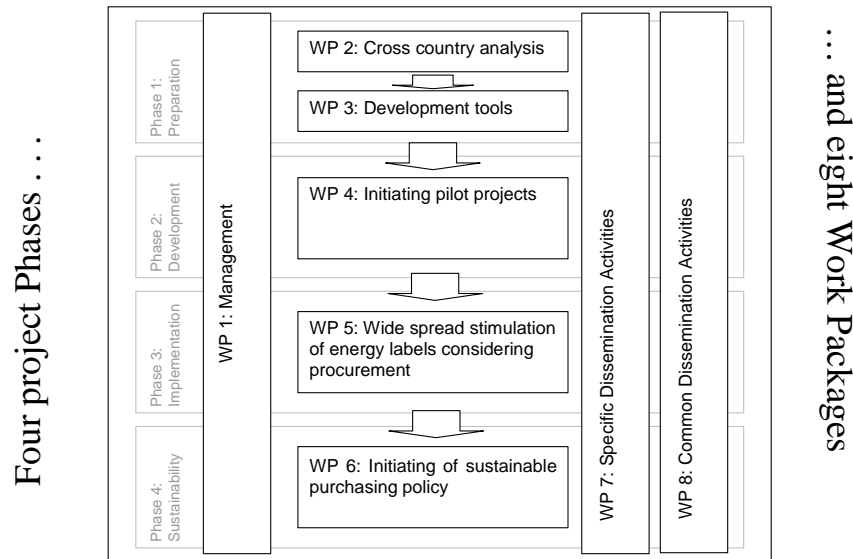 Four project Phases . . .
Phase 1:
Preparation
Phase 2:
Development
Phase 3:
Implementation
Phase 4:
Sustainability
WP 1: Management
WP 2: Cross country analysis
WP 3: Development tools
WP 4: Initiating pilot projects
WP 5: Wide spread stimulation
of energy labels considering
procurement
WP 6: Initiating of sustainable
purchasing policy
WP 7: Specific Dissemination Activities
WP 8: Common Dissemination Activities
… and eight Work Packages